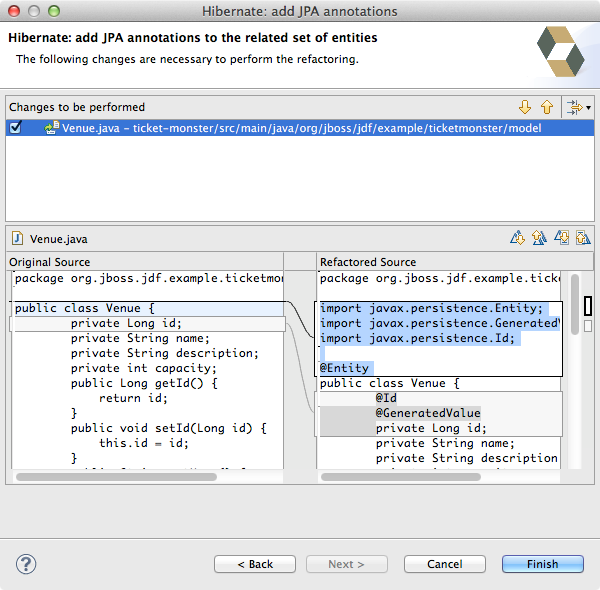 Hibernate: add JPA annotations
Hibernate: add JPA annotations to the related set of entities
The following changes are necessary to perform the refactoring.
Changes to be performed
Venue.java – ticket-monster/src/main/java/org/jboss/jdf/example/ticketmonster/model
Venue.java
Original Source
package org.jboss.jdf.example.ticketmo
public class Venue {
private Long id;
private String name;
private String description;
private int capacity;
public Long getId() {
return id;
}
public void setId(Long id) {
this.id = id;
}
Refactored Source
package org.jboss.jdf.example.tick
import javax.persistence.Entity;
import javax.persistence.Generated
import javax.persistence.Id;
@Entity
public class Venue {
@Id
@GeneratedValue
private Long id;
private String name;
private String description
?
< Back
Next >
Cancel
Finish